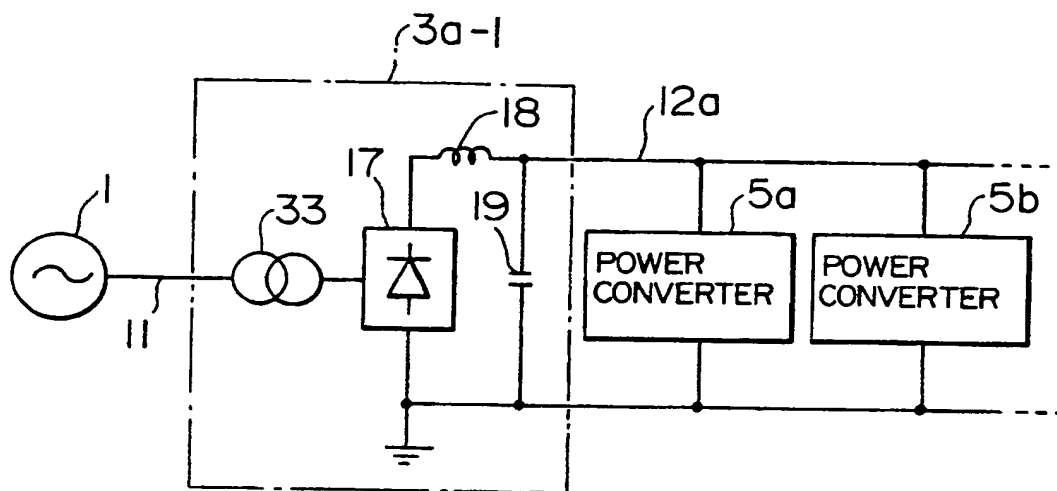 3a-1
18
12a
17
1
33
19
5a
5b
POWER
CONVERTER
POWER
CONVERTER
11